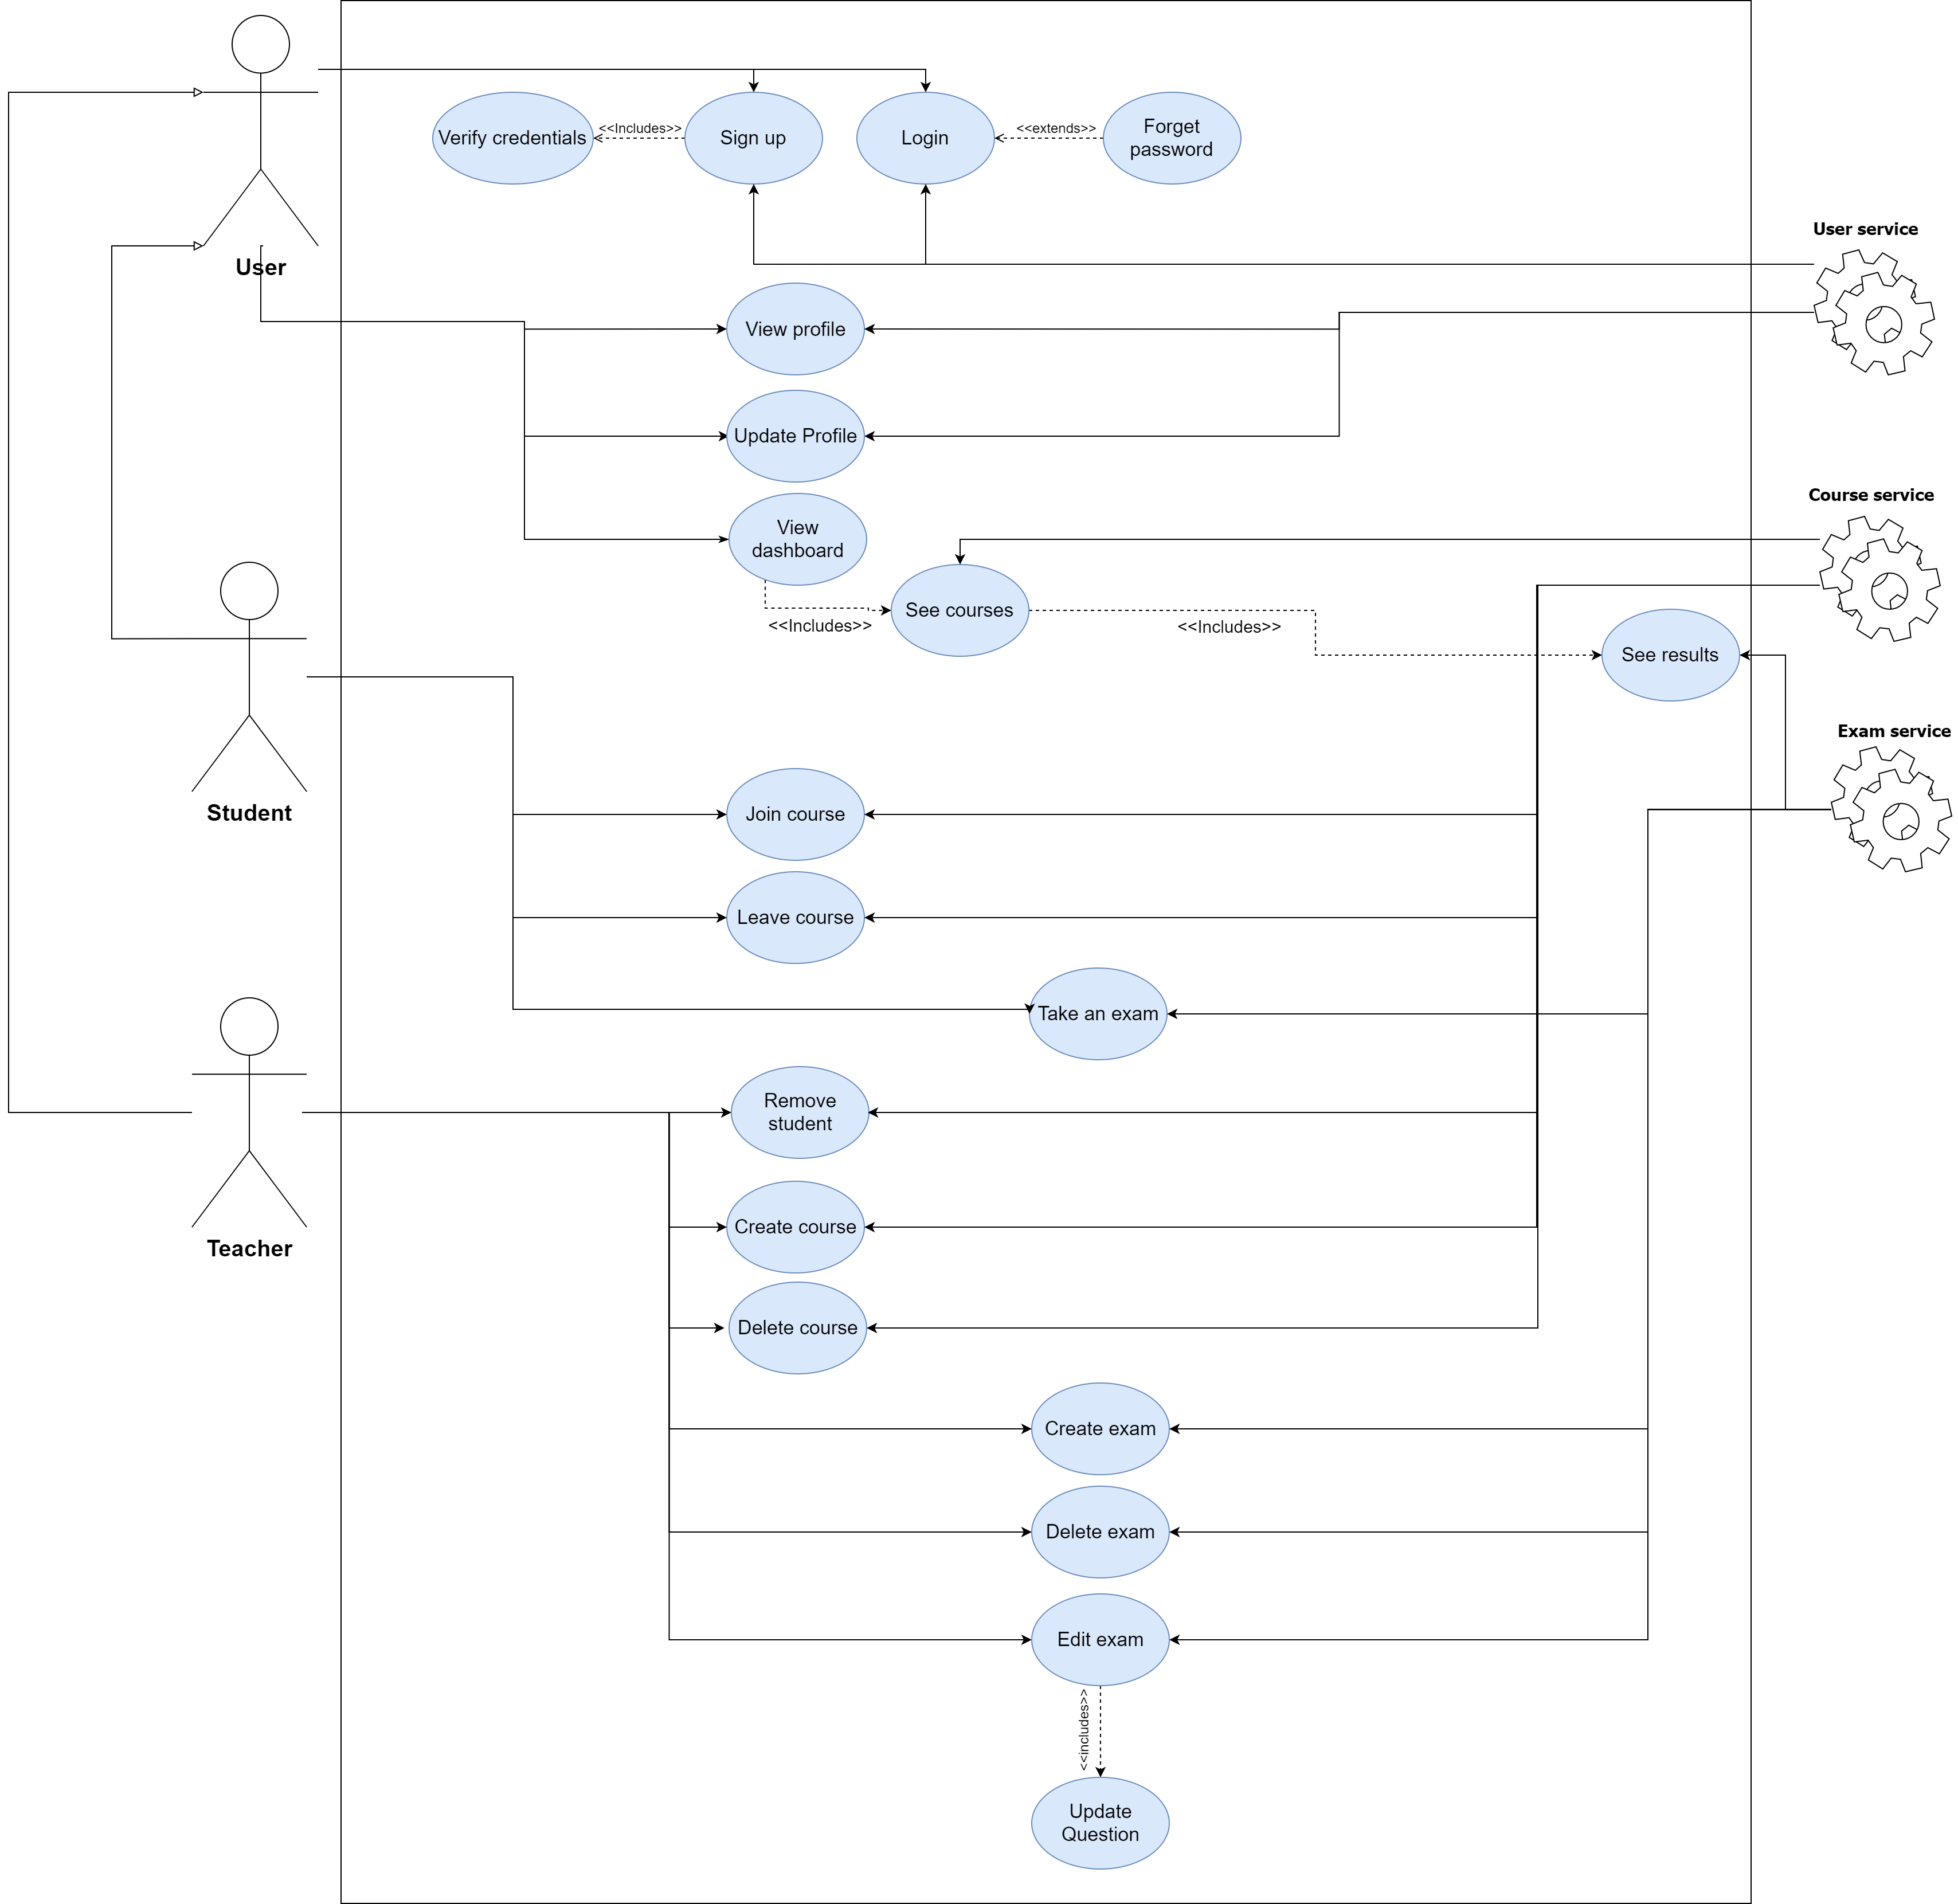 Verify credentials
<<Includes>>
Sign up
Login
<<extends>>
Forget
password
User service
User
View profile
Update Profile
Course service
View
dashboard
See courses
<<Includes>>
<<Includes>>
See results
Exam service
Student
Join course
Leave course
Take an exam
Remove
student
Teacher
Create course
Delete course
Create exam
Delete exam
Edit exam
<<includes>>
Update
Question